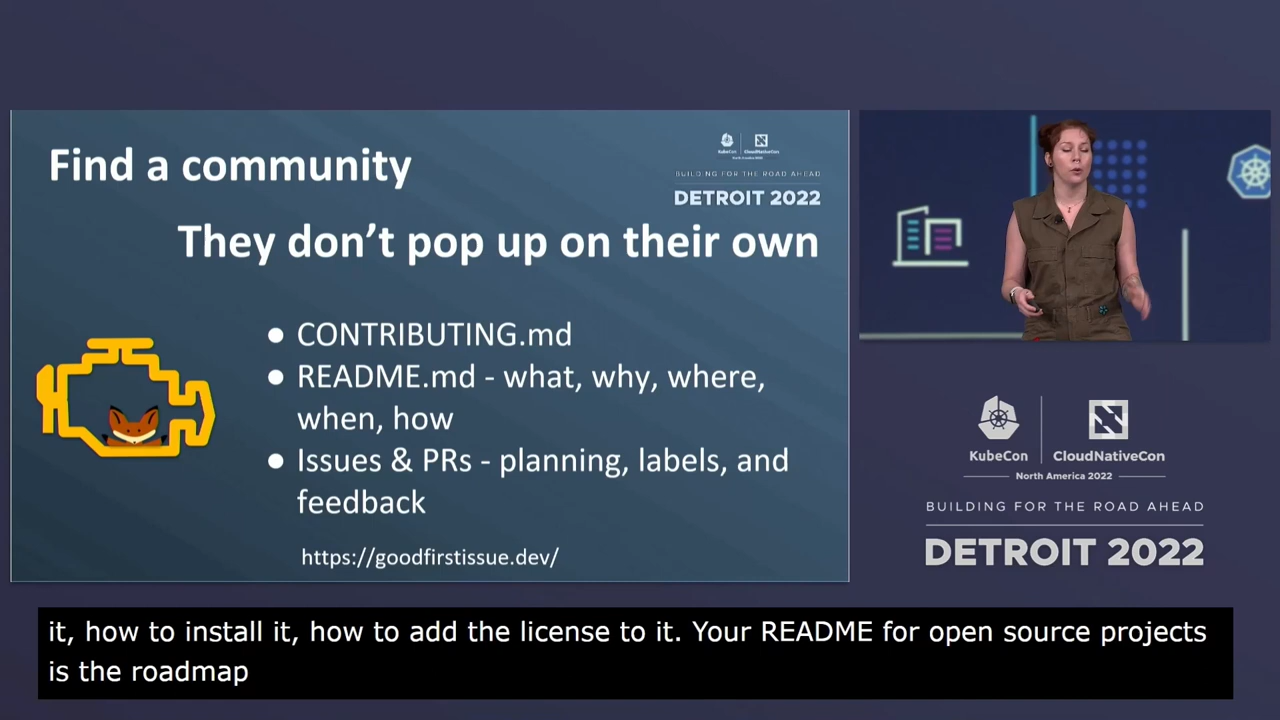 Find a community
KubeCon
CloudNativeCon
BUILDING FOR THE ROAD AHEAD
DETROIT 2022
They don't pop up on their own
● CONTRIBUTING.md
● README.md - what, why, where,
when, how
● Issues & PRs - planning, labels, and
feedback
https://goodfirstissue.dev/
KubeCon
CloudNativeCon
North America 2022
BUILDING FOR THE ROAD AHEAD
DETROIT 2022
it, how to install it, how to add the license to it. Your README for open source projects
is the roadmap